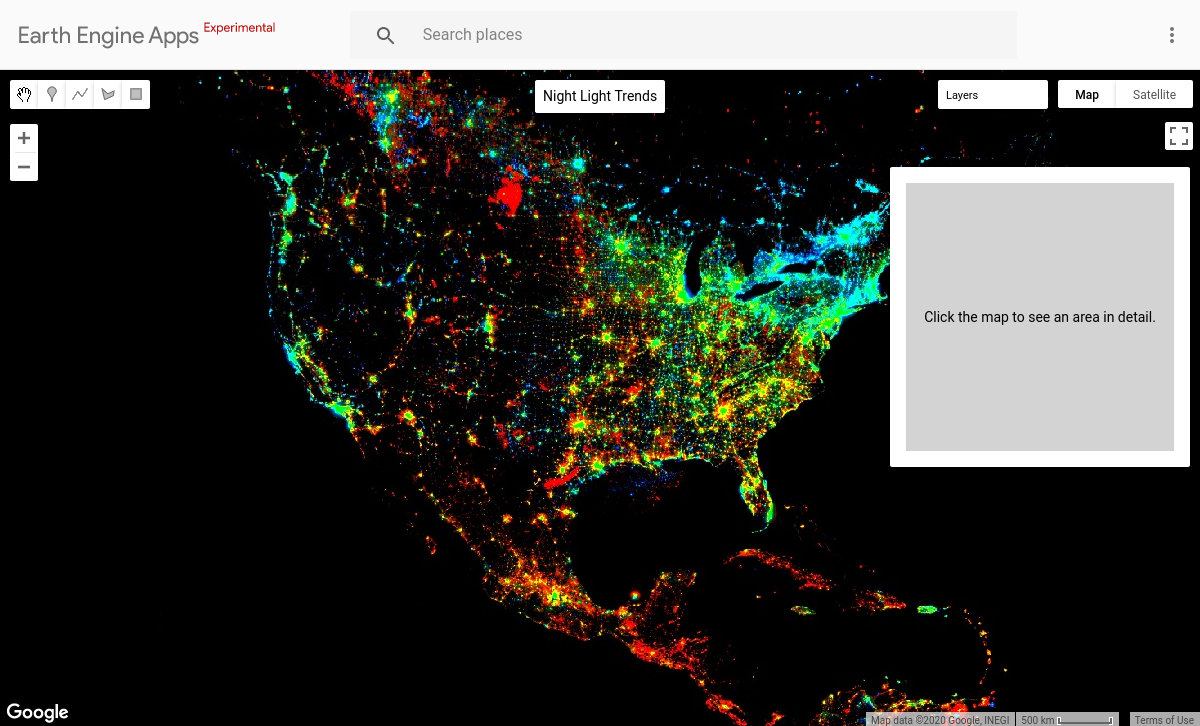 Earth Engine Apps Experimental
Search places
Night Light Trends
Layers
Map
Satellite
+
−
Click the map to see an area in detail.
Google
Map data ©2020 Google, INEGI
500 km
Terms of Use